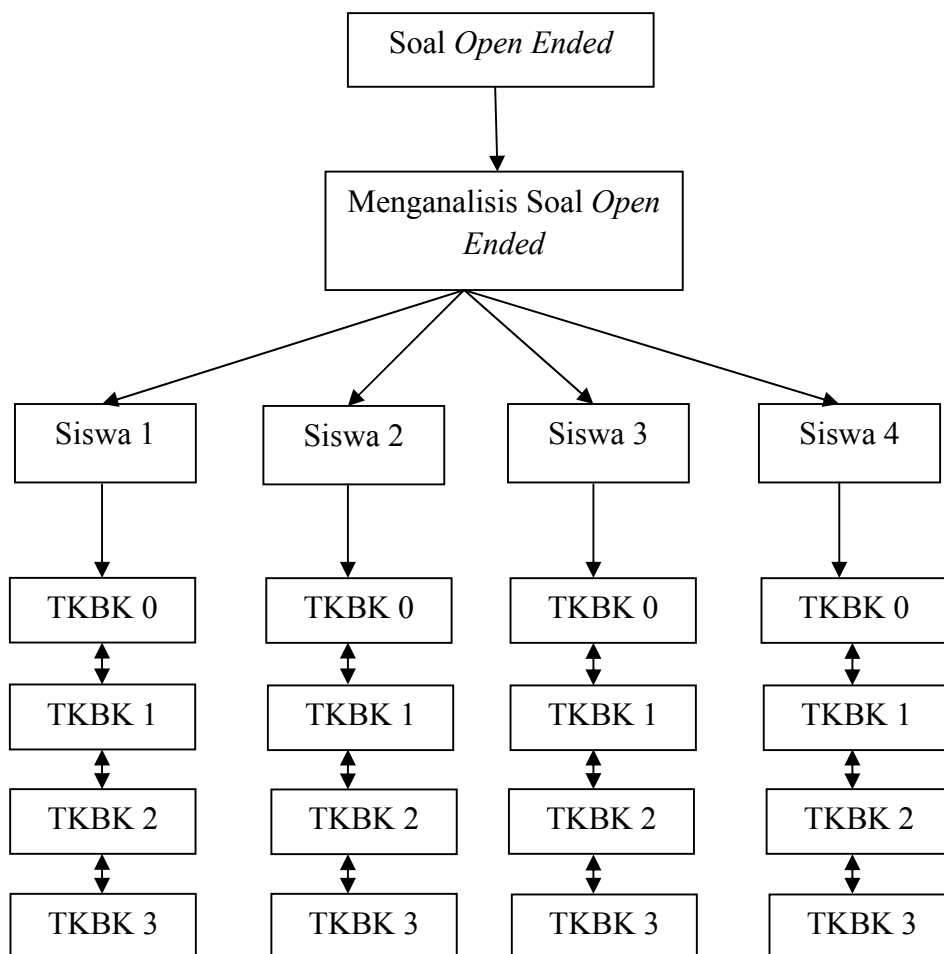 Soal Open Ended
Menganalisis Soal Open
Ended
Siswa 1
Siswa 2
Siswa 3
Siswa 4
TKBK 0
TKBK 0
TKBK 0
TKBK 0
TKBK 1
TKBK 1
TKBK 1
TKBK 1
TKBK 2
TKBK 2
TKBK 2
TKBK 2
TKBK 3
TKBK 3
TKBK 3
TKBK 3